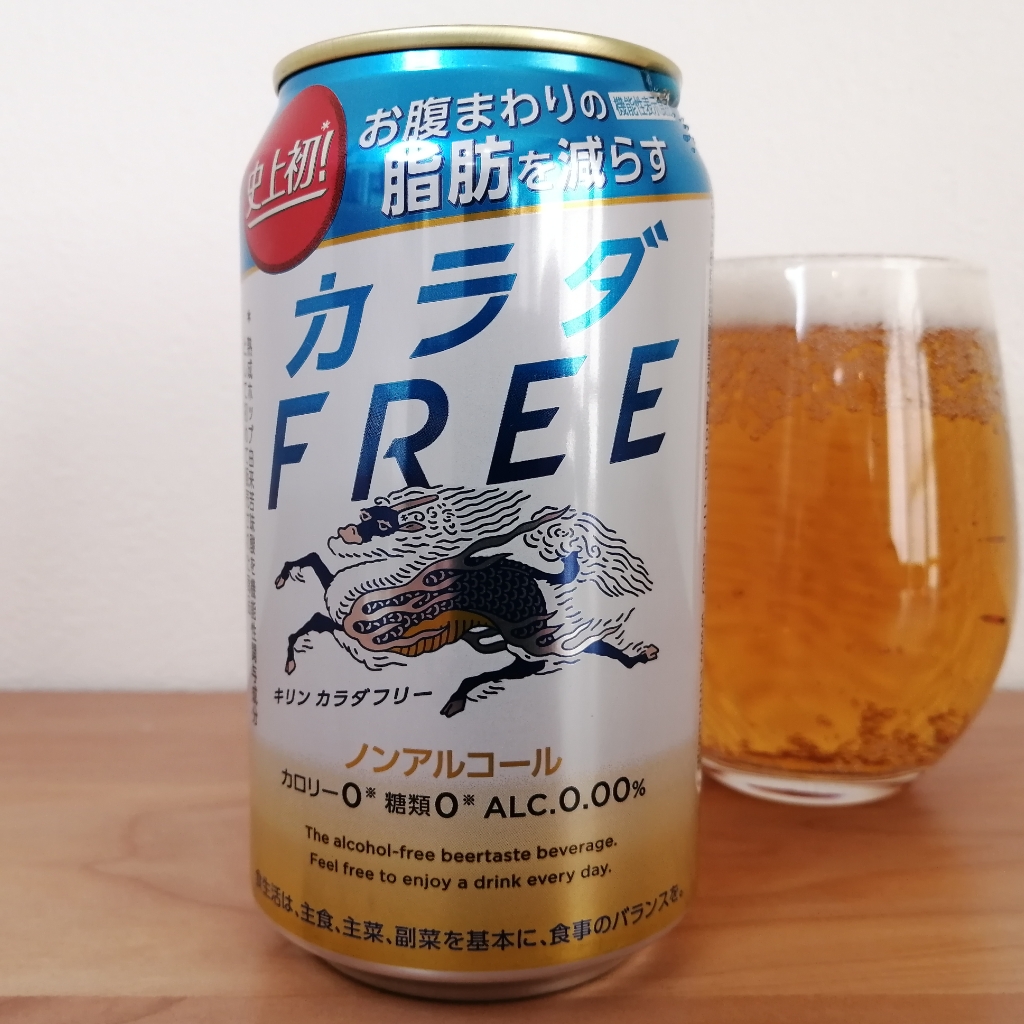 史上初!*
お腹まわりの
脂肪を減らす
カラダ
FREE
キリン カラダフリー
ノンアルコール
カロリー0※ 糖類0※ ALC.0.00%
The alcohol-free beertaste beverage.
Feel free to enjoy a drink every day.
食生活は、主食、主菜、副菜を基本に、食事のバランスを。